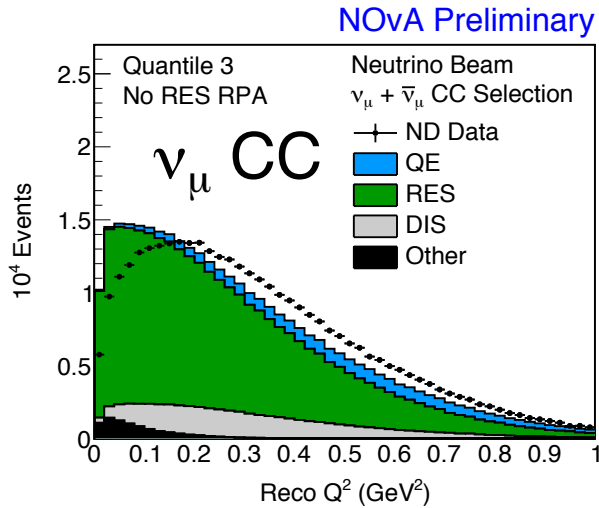 NOvA Preliminary
Quantile 3
No RES RPA
νμ CC
Neutrino Beam
νμ + ν̄μ CC Selection
ND Data
QE
RES
DIS
Other
10⁴ Events
2.5
2
1.5
1
0.5
0
0 0.1 0.2 0.3 0.4 0.5 0.6 0.7 0.8 0.9 1
Reco Q² (GeV²)